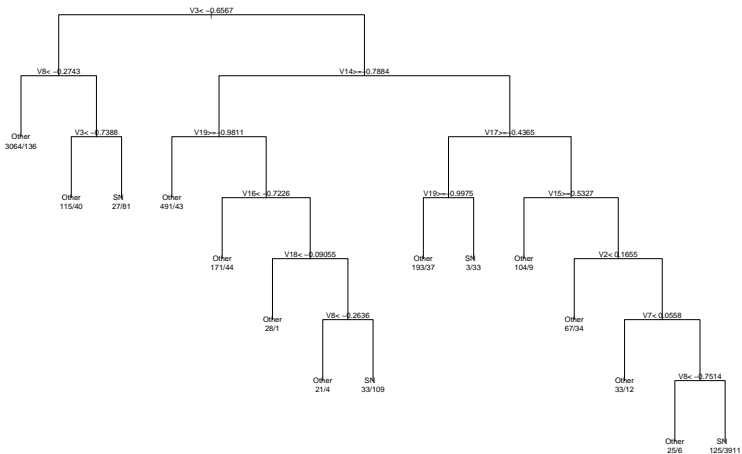 V3< −0.6567
V8< −0.2743
V14>=−0.7884
Other
3064/136
V3< −0.7388
V19>=−0.9811
V17>=−0.4365
Other
115/40
SN
27/81
Other
491/43
V16< −0.7226
V19>=−0.9975
V15>=0.5327
Other
171/44
V18< −0.09055
Other
193/37
SN
3/33
Other
104/9
V2< 0.1655
Other
28/1
V8< −0.2636
Other
67/34
V7< 0.0558
Other
21/4
SN
33/109
Other
33/12
V8< −0.7514
Other
25/6
SN
125/3911